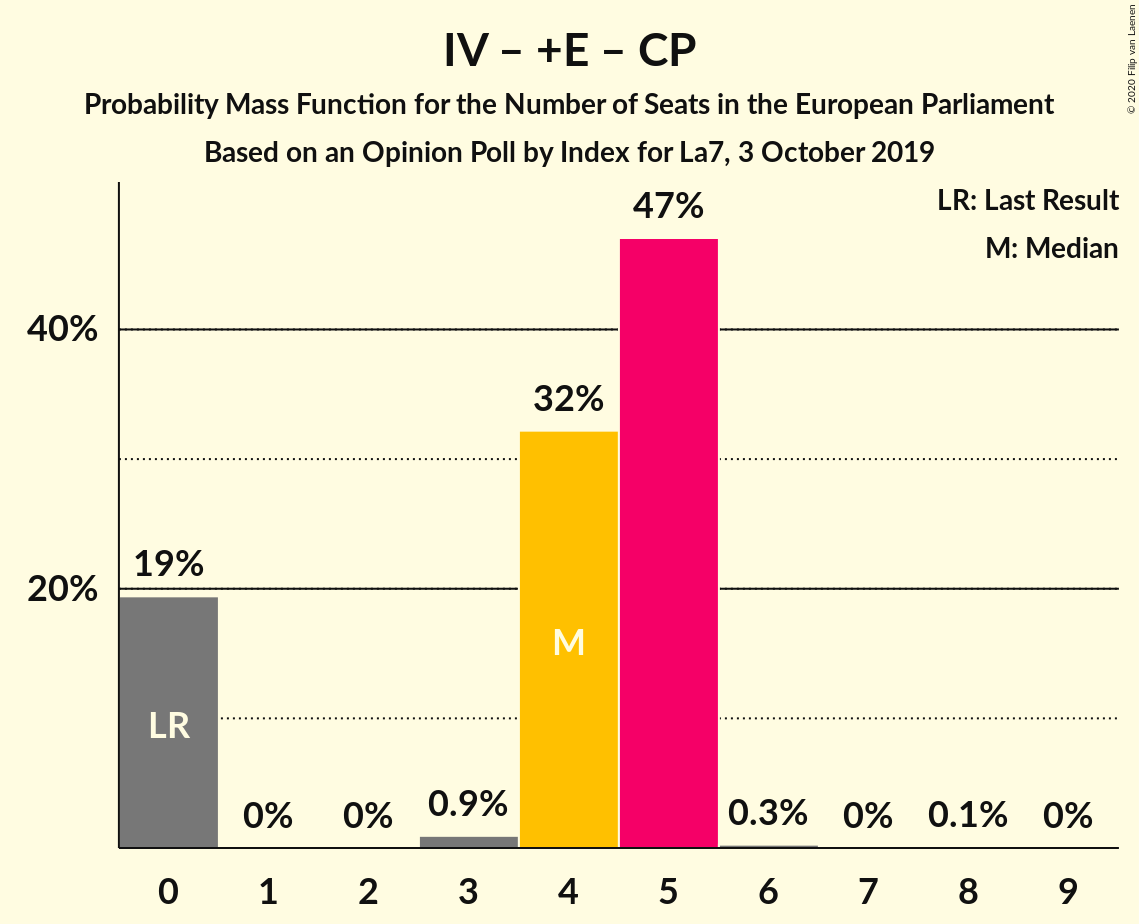 IV – +E – CP
Probability Mass Function for the Number of Seats in the European Parliament
Based on an Opinion Poll by Index for La7, 3 October 2019
© 2020 Filip van Laenen
LR: Last Result
M: Median
47%
40%
32%
20%
19%
M
LR
0%
0%
0.9%
0.3%
0%
0.1%
0%
0 1 2 3 4 5 6 7 8 9